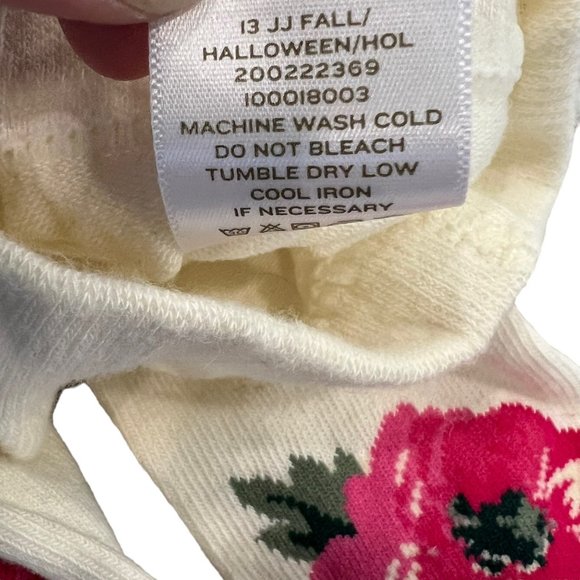 13 JJ FALL/
HALLOWEEN/HOL
200222369
100018003
MACHINE WASH COLD
DO NOT BLEACH
TUMBLE DRY LOW
COOL IRON
IF NECESSARY